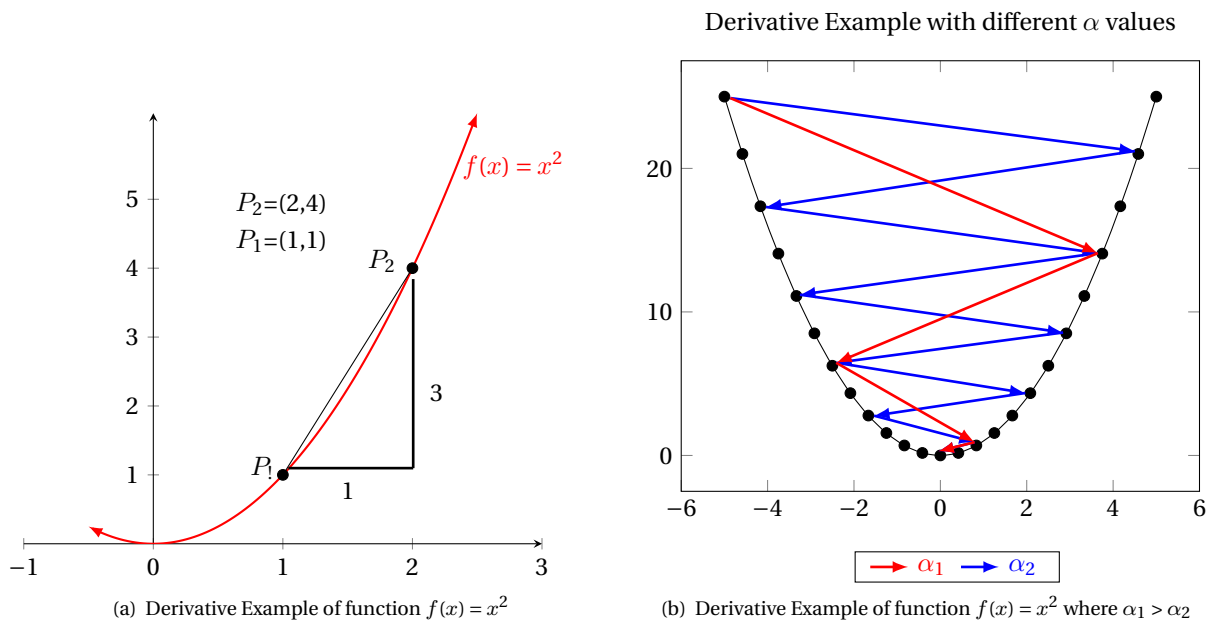 5
4
3
2
1
−1
0
1
2
3
P₂=(2,4)
P₁=(1,1)
f(x) = x²
P₂
P!
3
1
(a) Derivative Example of function f(x) = x²
Derivative Example with different α values
20
10
0
−6
−4
−2
0
2
4
6
α₁ α₂
(b) Derivative Example of function f(x) = x² where α₁ > α₂